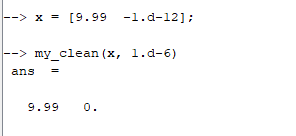 --> x = [9.99  -1.d-12];
--> my_clean(x, 1.d-6)
ans  =
9.99   0.